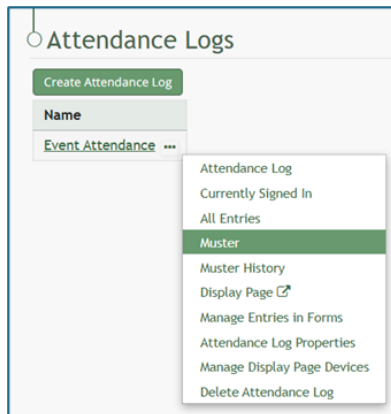 Attendance Logs
Create Attendance Log
Name
Event Attendance ...
Attendance Log
Currently Signed In
All Entries
Muster
Muster History
Display Page
Manage Entries in Forms
Attendance Log Properties
Manage Display Page Devices
Delete Attendance Log